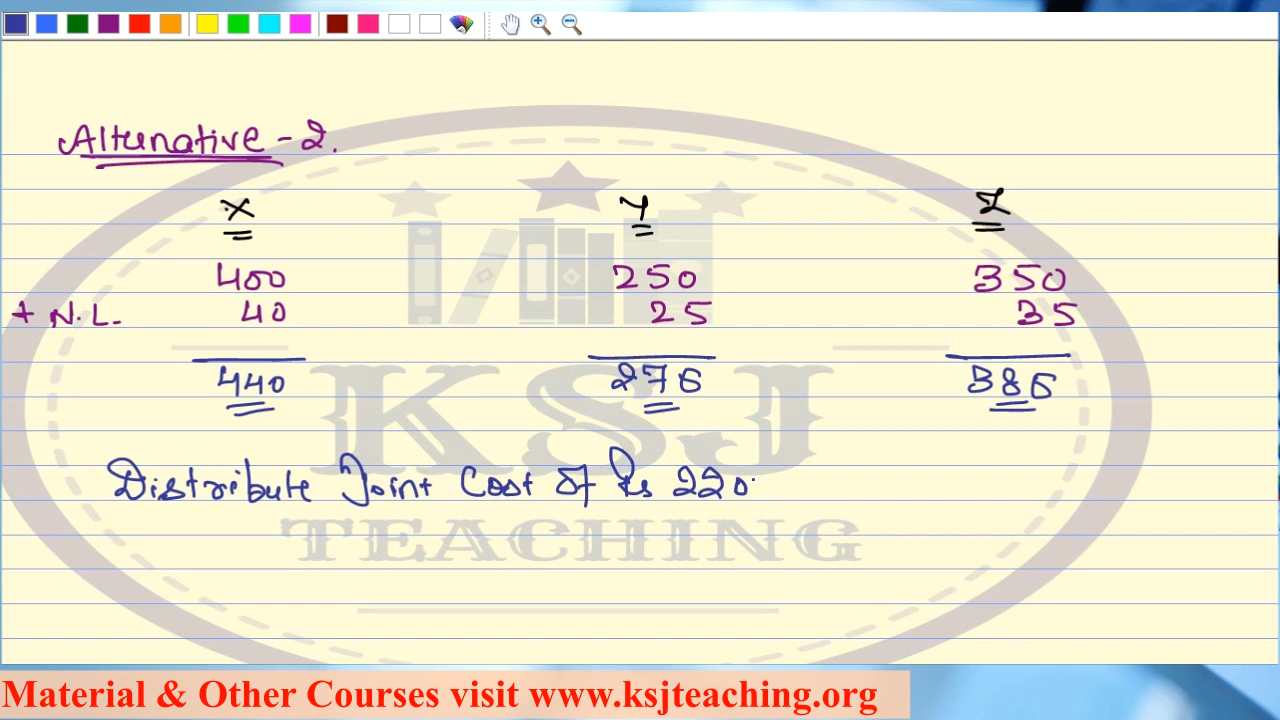 Alternative - 2.
X Y Z
400 250 350
+ N.L. 40 25 35
440 275 385
Distribute Joint Cost of Rs 220
KSJ
TEACHING
Material & Other Courses visit www.ksjteaching.org